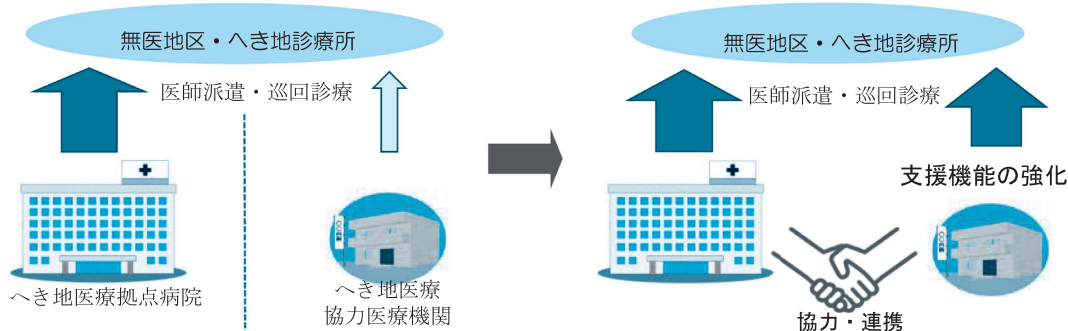 無医地区・へき地診療所
医師派遣・巡回診療
へき地医療拠点病院
へき地医療
協力医療機関
無医地区・へき地診療所
医師派遣・巡回診療
支援機能の強化
協力・連携